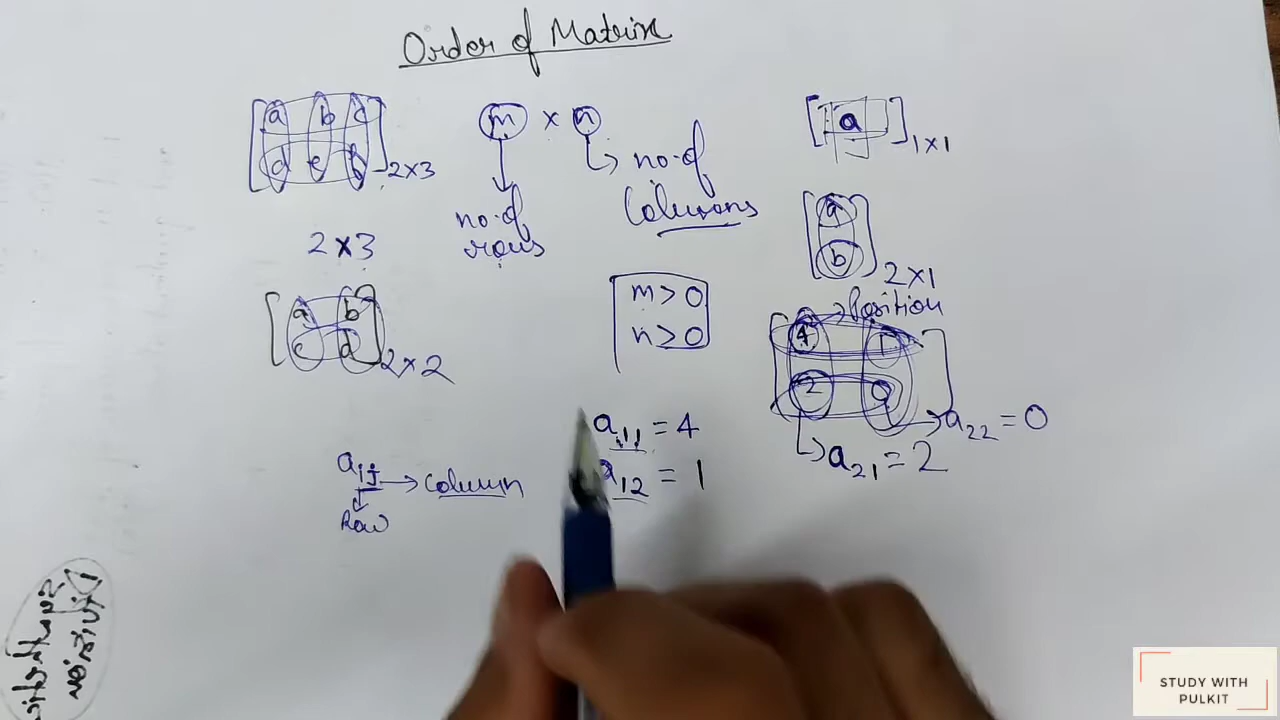 Order of Matrix
[a b c
d e f] 2×3
m × n
no. of rows
no. of Columns
[a] 1×1
2×3
[a
b] 2×1
m>0
n>0
[a b
c d] 2×2
Position
[4 1
2 0]
a11 = 4
a12 = 1
a22 = 0
a21 = 2
aij → Column
Row
STUDY WITH
PULKIT